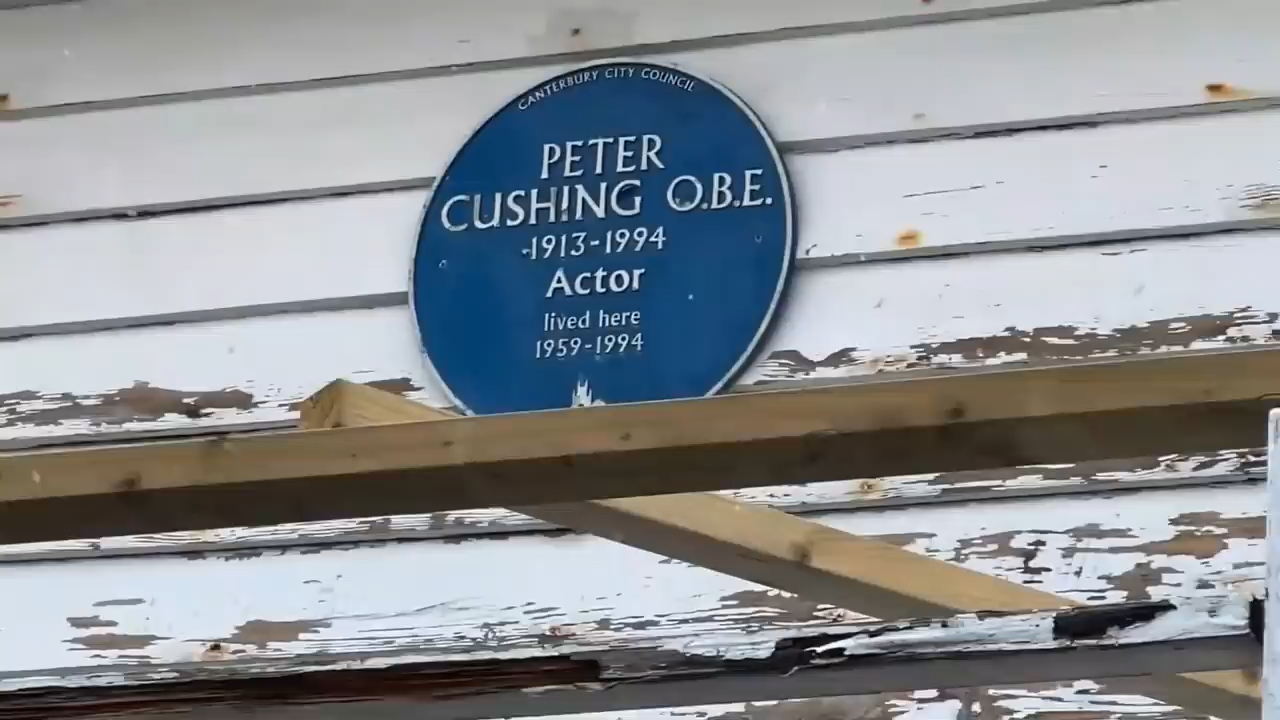 CANTERBURY CITY COUNCIL
PETER
CUSHING O.B.E.
1913-1994
Actor
lived here
1959-1994